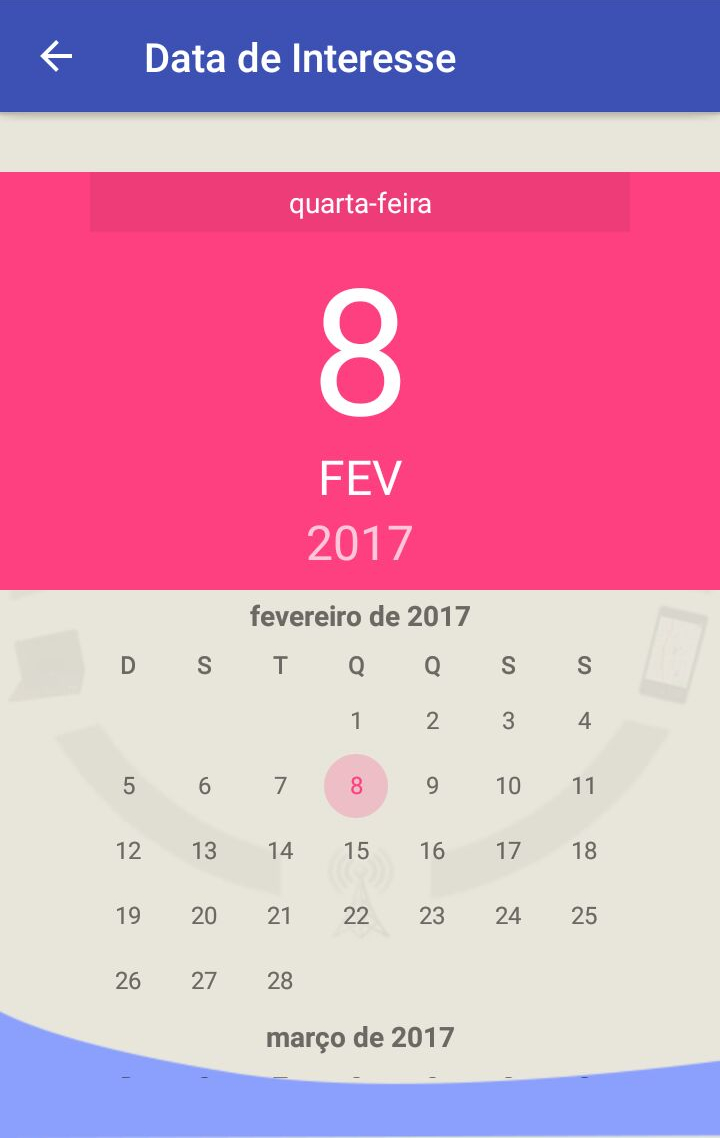 Data de Interesse
quarta-feira
8
FEV
2017
fevereiro de 2017
D S T Q Q S S
1 2 3 4
5 6 7 8 9 10 11
12 13 14 15 16 17 18
19 20 21 22 23 24 25
26 27 28
março de 2017